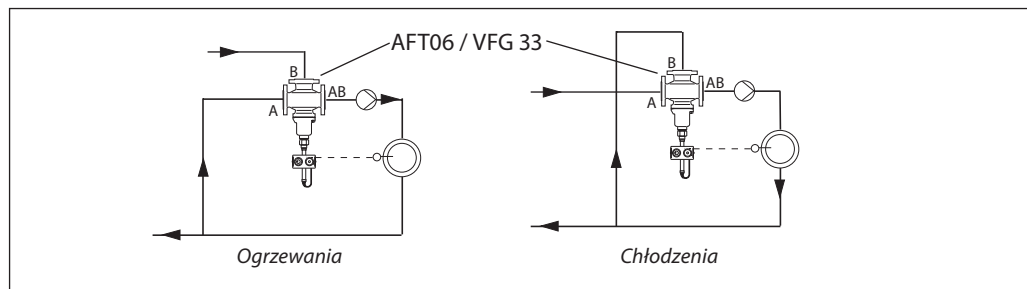 AFT06 / VFG 33
B
A
AB
B
A
AB
Ogrzewania
Chłodzenia